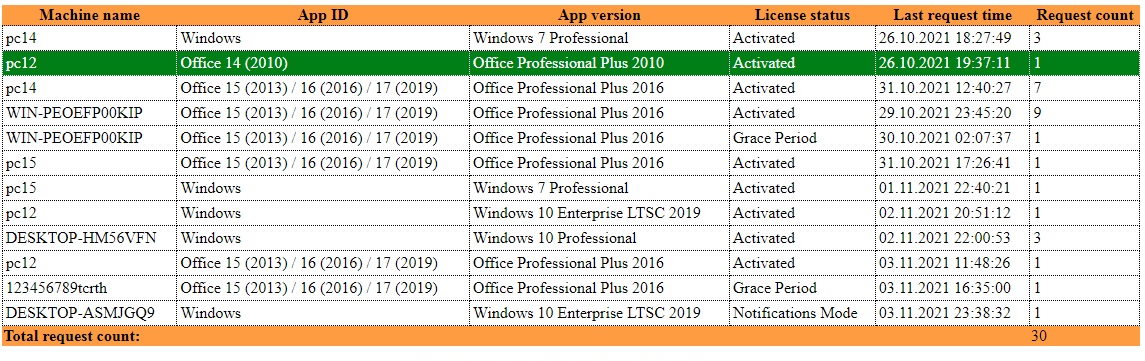 Machine name App ID App version License status Last request time Request count
pc14 Windows Windows 7 Professional Activated 26.10.2021 18:27:49 3
pc12 Office 14 (2010) Office Professional Plus 2010 Activated 26.10.2021 19:37:11 1
pc14 Office 15 (2013) / 16 (2016) / 17 (2019) Office Professional Plus 2016 Activated 31.10.2021 12:40:27 7
WIN-PEOEFP00KIP Office 15 (2013) / 16 (2016) / 17 (2019) Office Professional Plus 2016 Activated 29.10.2021 23:45:20 9
WIN-PEOEFP00KIP Office 15 (2013) / 16 (2016) / 17 (2019) Office Professional Plus 2016 Grace Period 30.10.2021 02:07:37 1
pc15 Office 15 (2013) / 16 (2016) / 17 (2019) Office Professional Plus 2016 Activated 31.10.2021 17:26:41 1
pc15 Windows Windows 7 Professional Activated 01.11.2021 22:40:21 1
pc12 Windows Windows 10 Enterprise LTSC 2019 Activated 02.11.2021 20:51:12 1
DESKTOP-HM56VFN Windows Windows 10 Professional Activated 02.11.2021 22:00:53 3
pc12 Office 15 (2013) / 16 (2016) / 17 (2019) Office Professional Plus 2016 Activated 03.11.2021 11:48:26 1
123456789tcrth Office 15 (2013) / 16 (2016) / 17 (2019) Office Professional Plus 2016 Grace Period 03.11.2021 16:35:00 1
DESKTOP-ASMJGQ9 Windows Windows 10 Enterprise LTSC 2019 Notifications Mode 03.11.2021 23:38:32 1
Total request count: 30